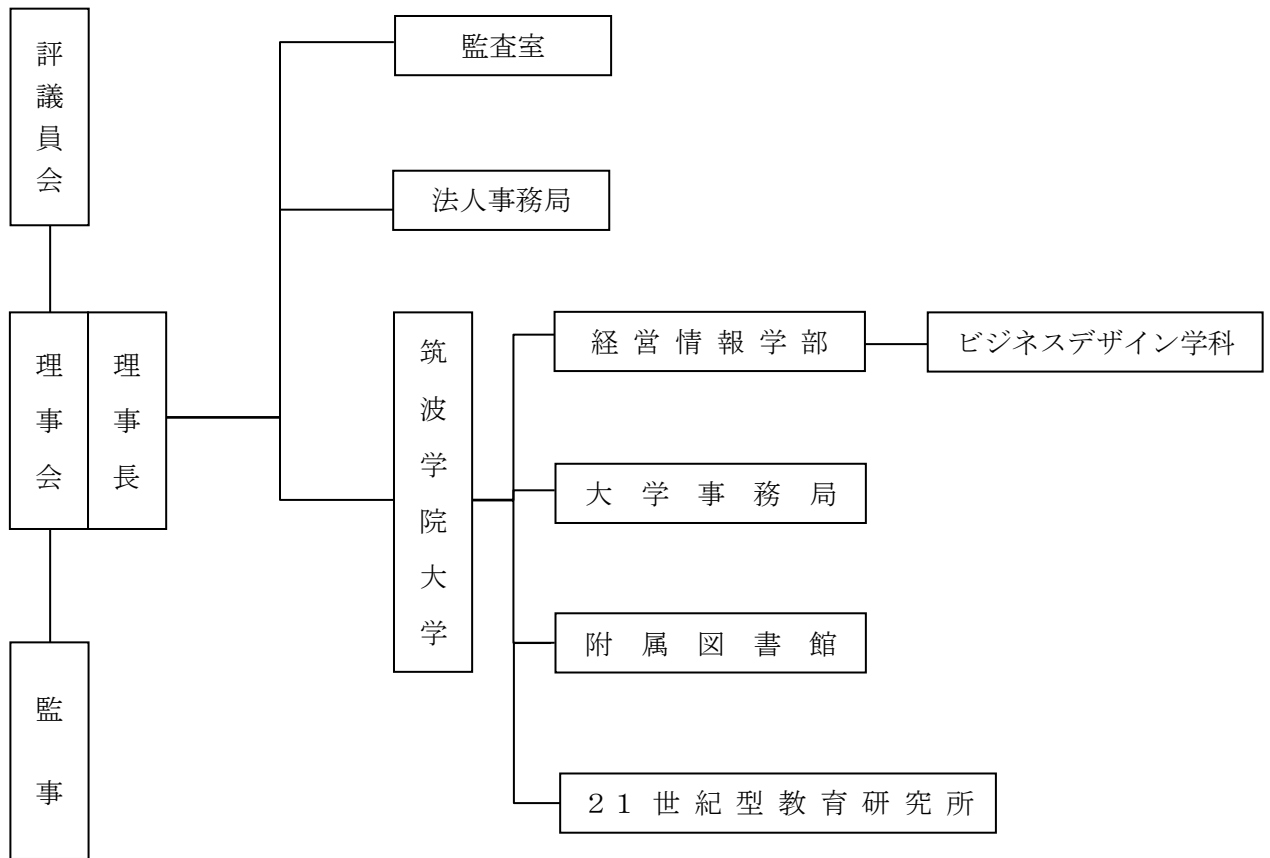 評議員会
理事会
理事長
監事
監査室
法人事務局
筑波学院大学
経営情報学部
ビジネスデザイン学科
大学事務局
附属図書館
２１世紀型教育研究所